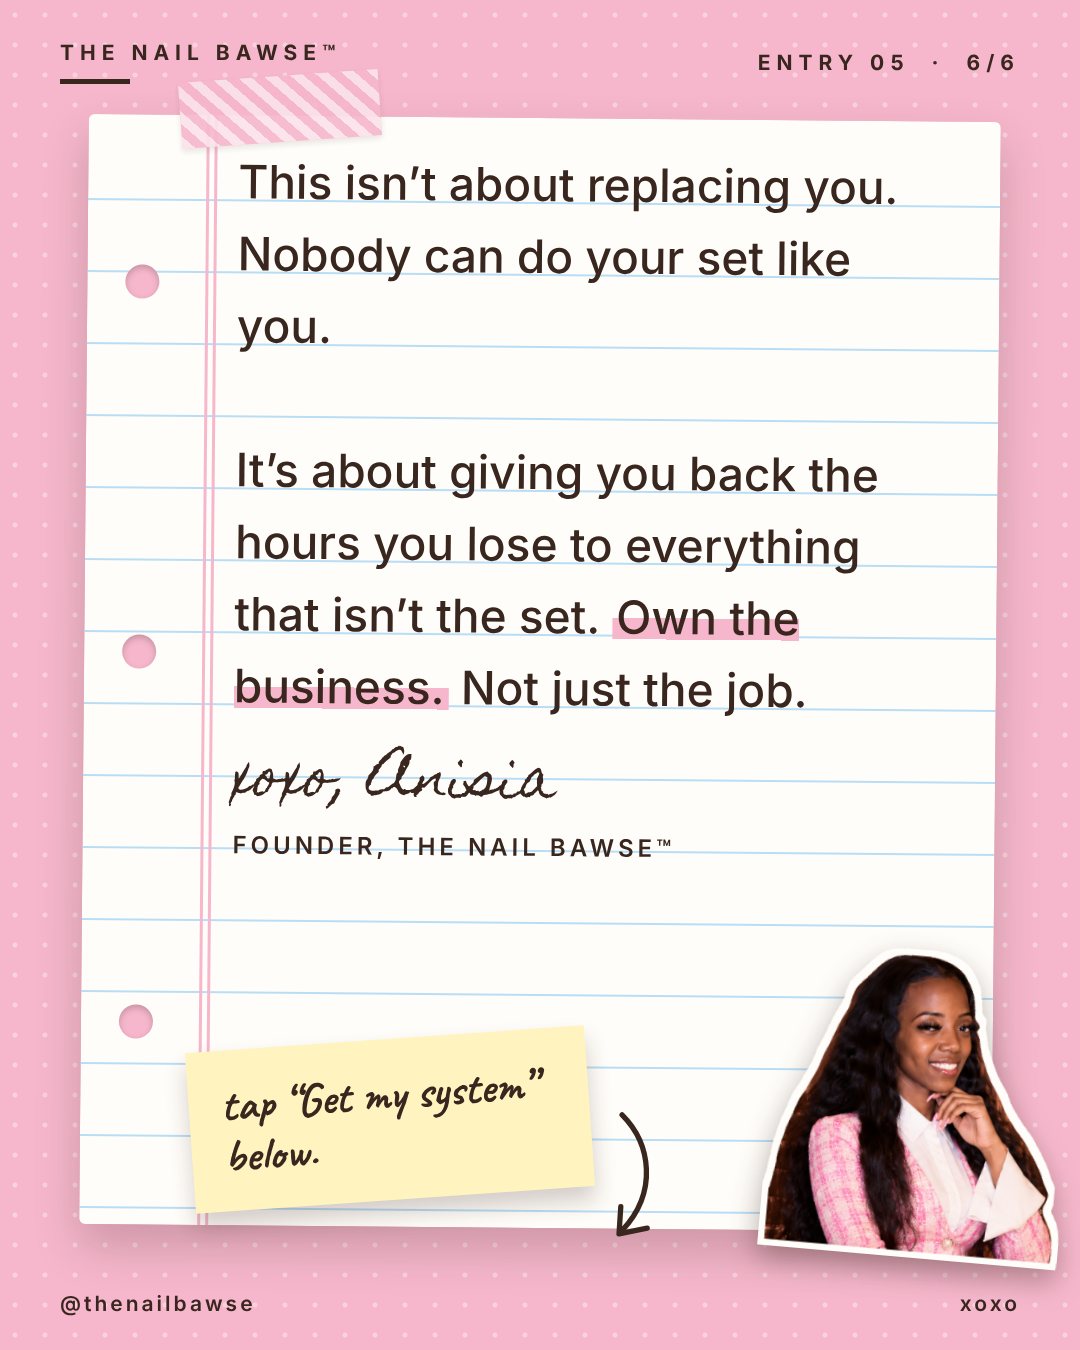 THE NAIL BAWSE™
ENTRY 05 · 6/6
This isn’t about replacing you.
Nobody can do your set like
you.
It’s about giving you back the
hours you lose to everything
that isn’t the set. Own the
business. Not just the job.
xoxo, Anisia
FOUNDER, THE NAIL BAWSE™
tap “Get my system”
below.
@thenailbawse
xoxo